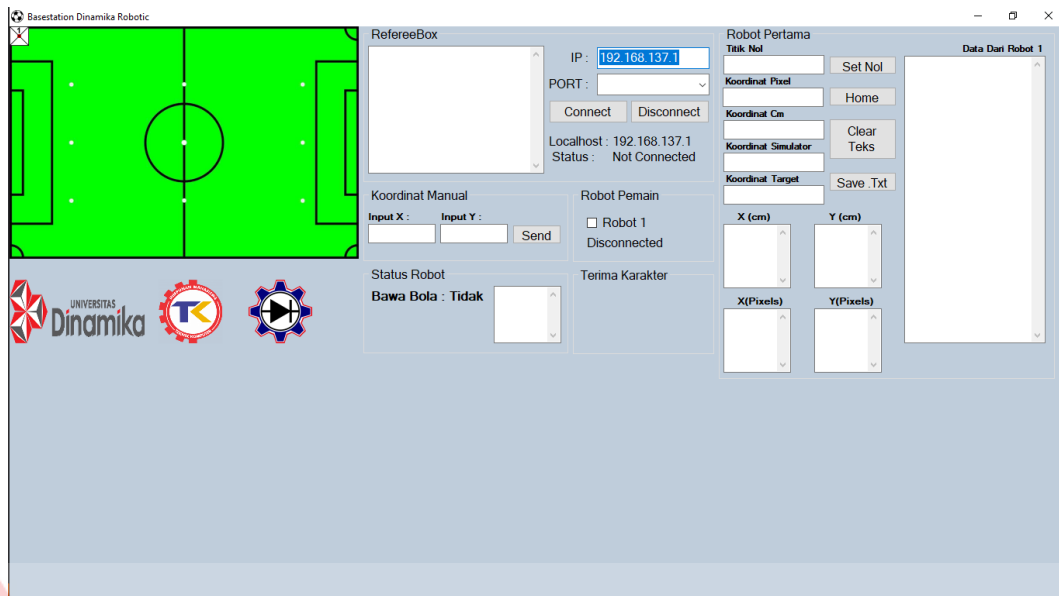 Basestation Dinamika Robotic
1
RefereeBox
IP : 192.168.137.1
PORT :
Connect Disconnect
Localhost : 192.168.137.1
Status : Not Connected
Koordinat Manual
Input X : Input Y :
Send
Robot Pemain
Robot 1
Disconnected
Status Robot
Bawa Bola : Tidak
Terima Karakter
Robot Pertama
Titik Nol
Set Nol
Koordinat Pixel
Home
Koordinat Cm
Clear
Teks
Koordinat Simulator
Koordinat Target
Save .Txt
X (cm) Y (cm)
X(Pixels) Y(Pixels)
Data Dari Robot 1
UNIVERSITAS
Dinamika
TK